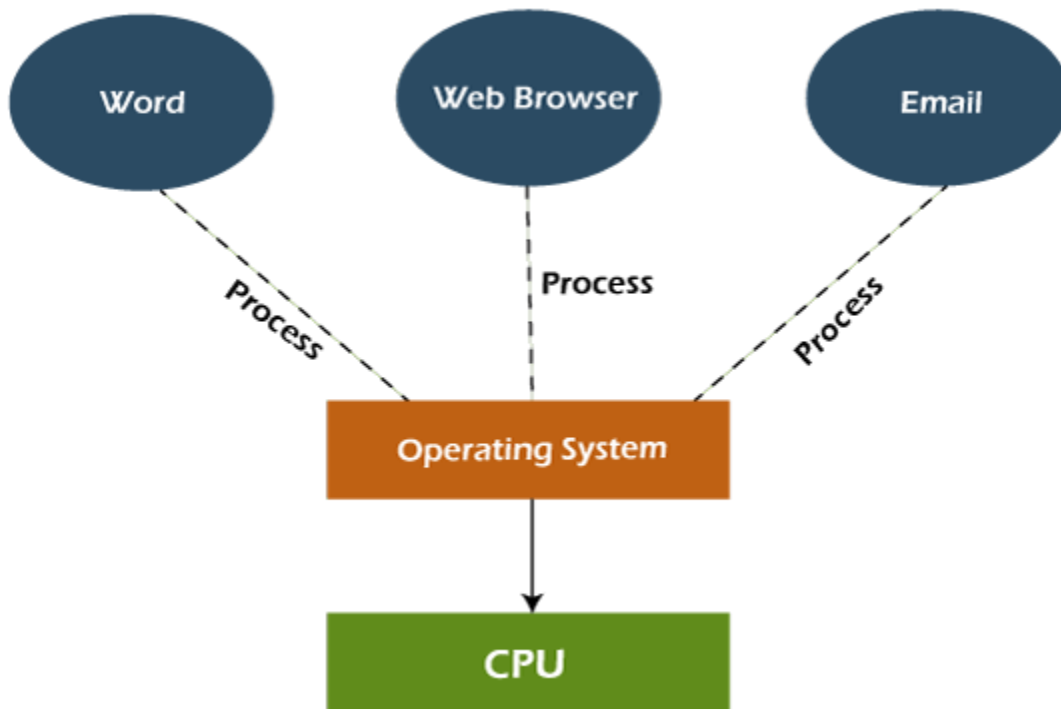 Word
Web Browser
Email
Process
Process
Process
Operating System
CPU